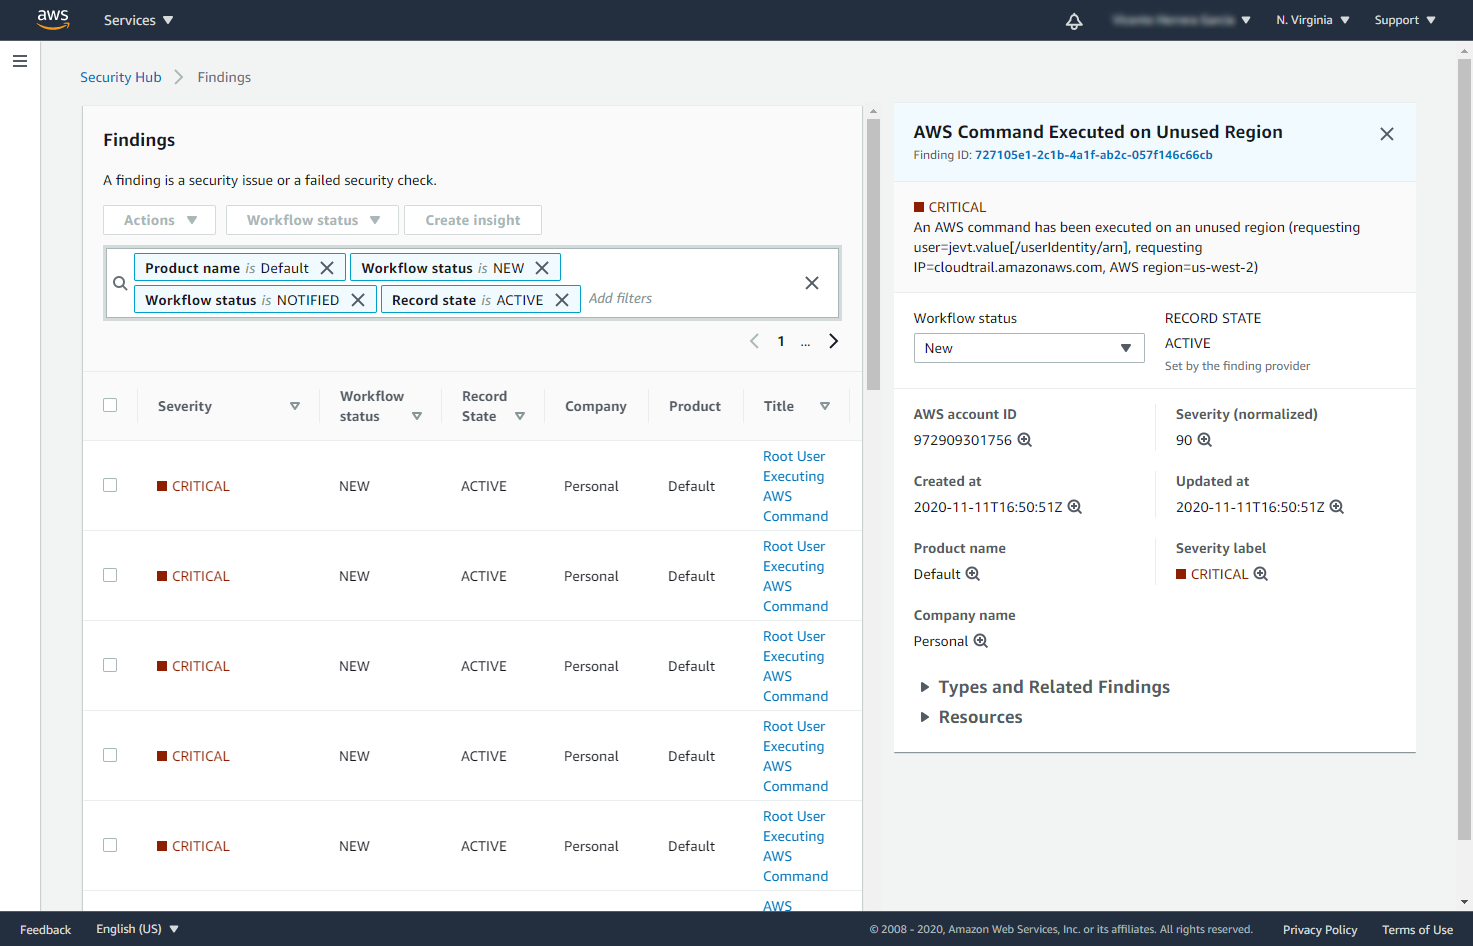 aws
Services
N. Virginia
Support
Security Hub
Findings
Findings
A finding is a security issue or a failed security check.
Actions
Workflow status
Create insight
Product name is Default
Workflow status is NEW
Workflow status is NOTIFIED
Record state is ACTIVE
Add filters
1 ...
Severity
Workflow
status
Record
State
Company
Product
Title
CRITICAL
NEW
ACTIVE
Personal
Default
Root User
Executing
AWS
Command
CRITICAL
NEW
ACTIVE
Personal
Default
Root User
Executing
AWS
Command
CRITICAL
NEW
ACTIVE
Personal
Default
Root User
Executing
AWS
Command
CRITICAL
NEW
ACTIVE
Personal
Default
Root User
Executing
AWS
Command
CRITICAL
NEW
ACTIVE
Personal
Default
Root User
Executing
AWS
Command
AWS
AWS Command Executed on Unused Region
Finding ID: 727105e1-2c1b-4a1f-ab2c-057f146c66cb
CRITICAL
An AWS command has been executed on an unused region (requesting
user=jevt.value[/userIdentity/arn], requesting
IP=cloudtrail.amazonaws.com, AWS region=us-west-2)
Workflow status
New
RECORD STATE
ACTIVE
Set by the finding provider
AWS account ID
972909301756
Severity (normalized)
90
Created at
2020-11-11T16:50:51Z
Updated at
2020-11-11T16:50:51Z
Product name
Default
Severity label
CRITICAL
Company name
Personal
Types and Related Findings
Resources
Feedback
English (US)
© 2008 - 2020, Amazon Web Services, Inc. or its affiliates. All rights reserved.
Privacy Policy
Terms of Use